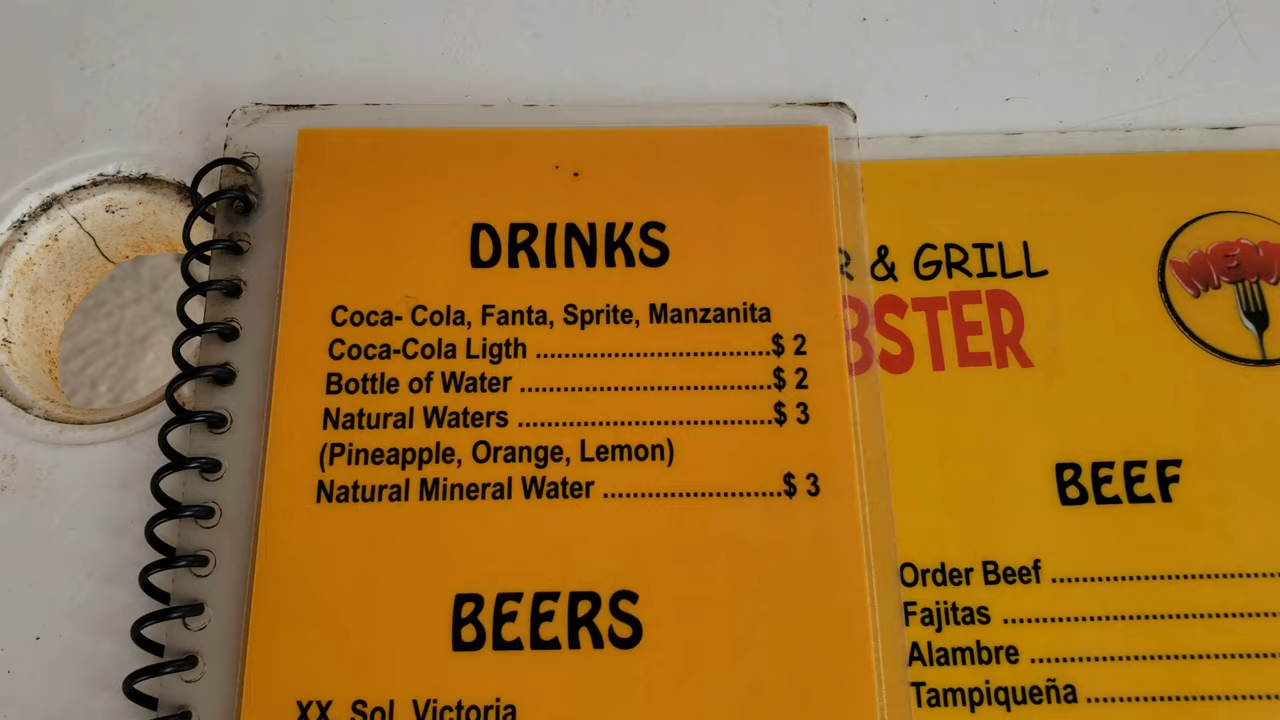 DRINKS
Coca- Cola, Fanta, Sprite, Manzanita
Coca-Cola Ligth ..................................$ 2
Bottle of Water ....................................$ 2
Natural Waters .....................................$ 3
(Pineapple, Orange, Lemon)
Natural Mineral Water ..........................$ 3
BEERS
XX, Sol, Victoria
& GRILL
BEEF
Order Beef ..................................
Fajitas ..................................
Alambre ..................................
Tampiqueña ..................................